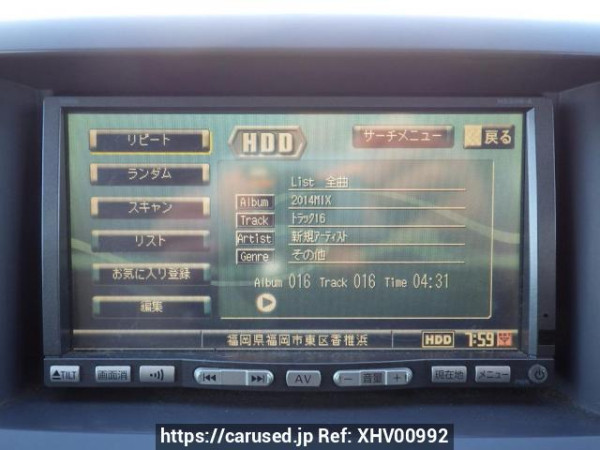 リピート
HDD
サーチメニュー
戻る
ランダム
List 全曲
Album 2014MIX
スキャン
Track トラック16
リスト
Artist 新規アーティスト
Genre その他
お気に入り登録
Album 016 Track 016 Time 04:31
編集
福岡県福岡市東区香椎浜
HDD
7:59
▲TILT
画面消
AV
− 音量 +
現在地
メニュー
https://carused.jp Ref: XHV00992